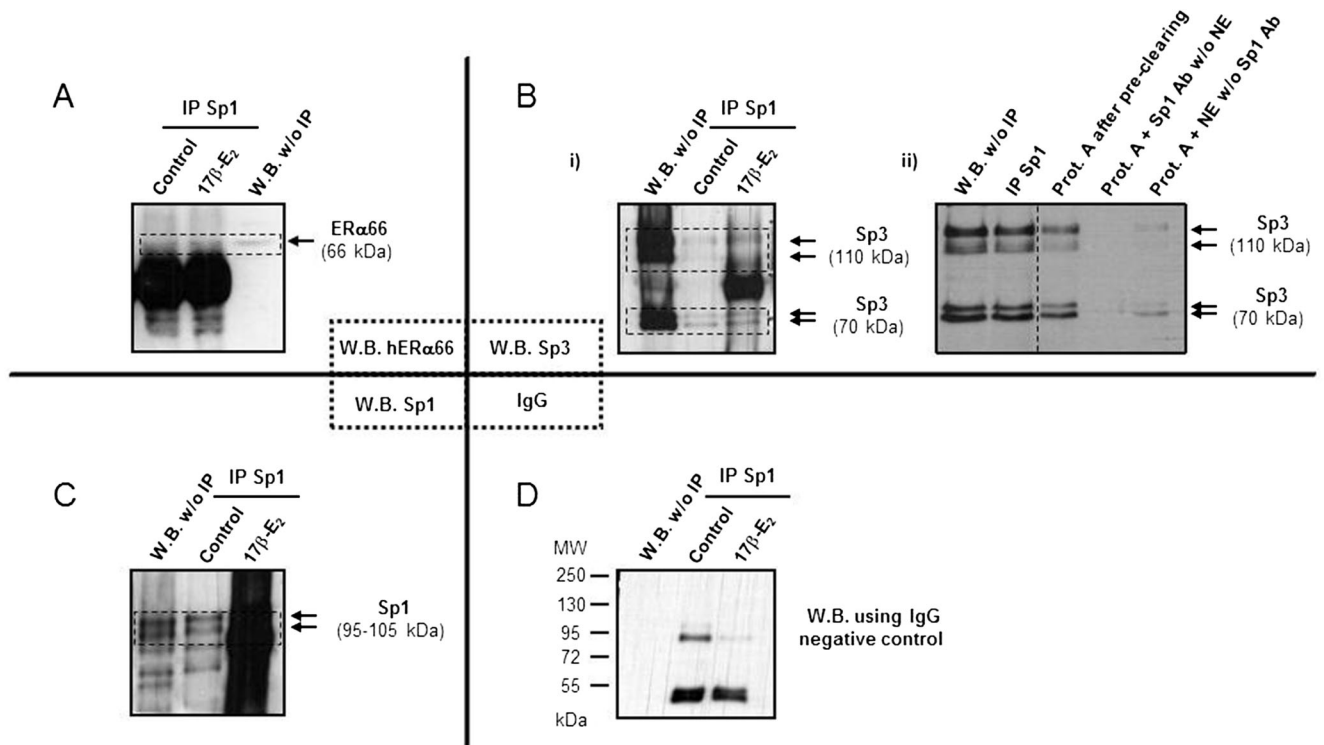 A
IP Sp1
Control
17β-E₂
W.B. w/o IP
ERα66
(66 kDa)
B
i)
W.B. w/o IP
IP Sp1
Control
17β-E₂
Sp3
(110 kDa)
Sp3
(70 kDa)
ii)
W.B. w/o IP
IP Sp1
Prot. A after pre-clearing
Prot. A + Sp1 Ab w/o NE
Prot. A + NE w/o Sp1 Ab
Sp3
(110 kDa)
Sp3
(70 kDa)
W.B. hERα66
W.B. Sp3
W.B. Sp1
IgG
C
W.B. w/o IP
IP Sp1
Control
17β-E₂
Sp1
(95-105 kDa)
D
W.B. w/o IP
IP Sp1
Control
17β-E₂
MW
250
130
95
72
55
kDa
W.B. using IgG
negative control